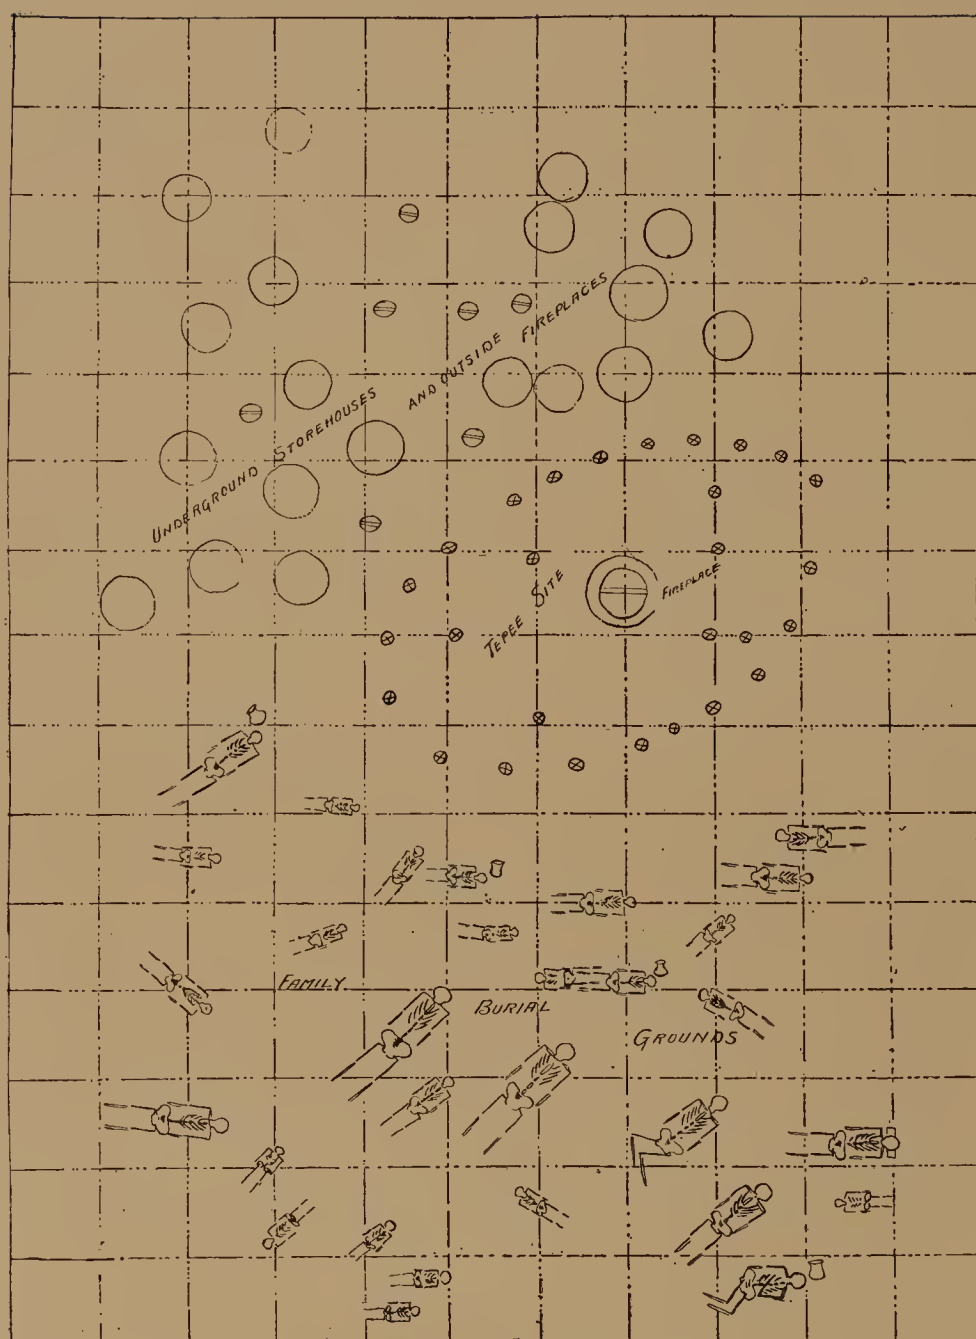 UNDERGROUND STOREHOUSES AND OUTSIDE FIREPLACES
TEPEE SITE
FIREPLACE
FAMILY BURIAL GROUNDS